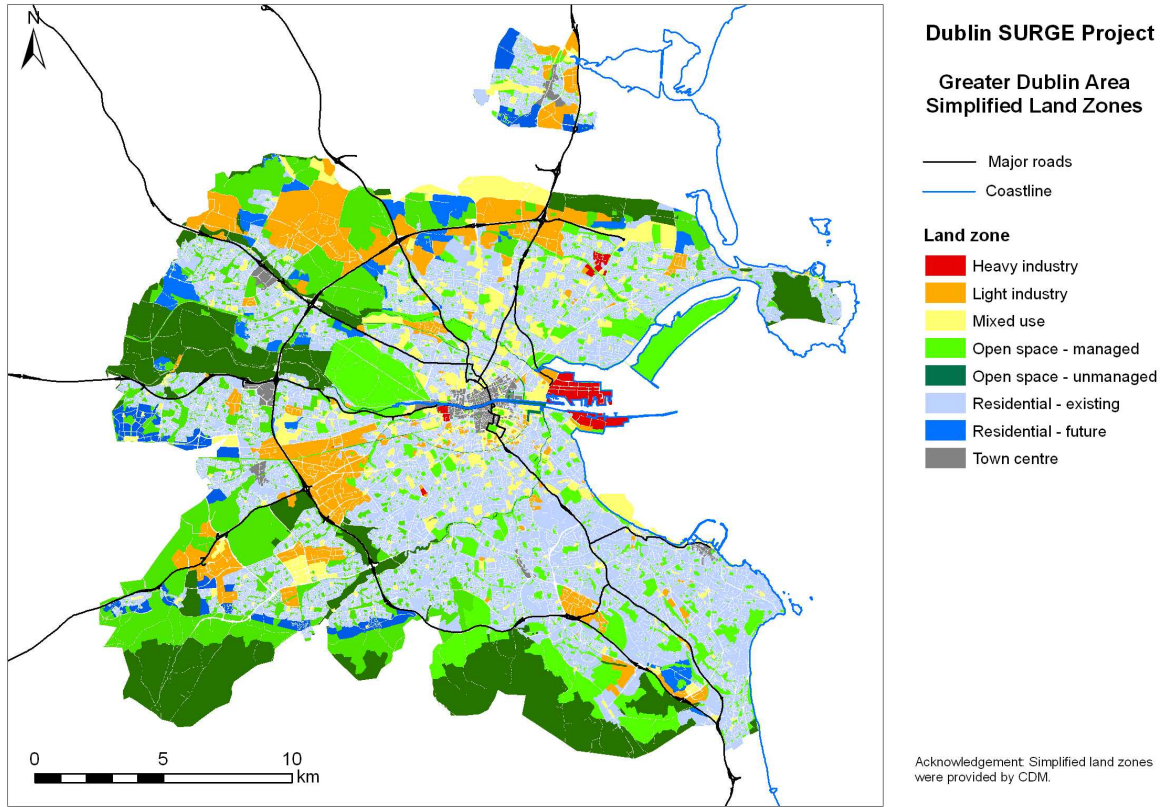 N
Dublin SURGE Project
Greater Dublin Area
Simplified Land Zones
Major roads
Coastline
Land zone
Heavy industry
Light industry
Mixed use
Open space - managed
Open space - unmanaged
Residential - existing
Residential - future
Town centre
0 5 10
km
Acknowledgement: Simplified land zones
were provided by CDM.